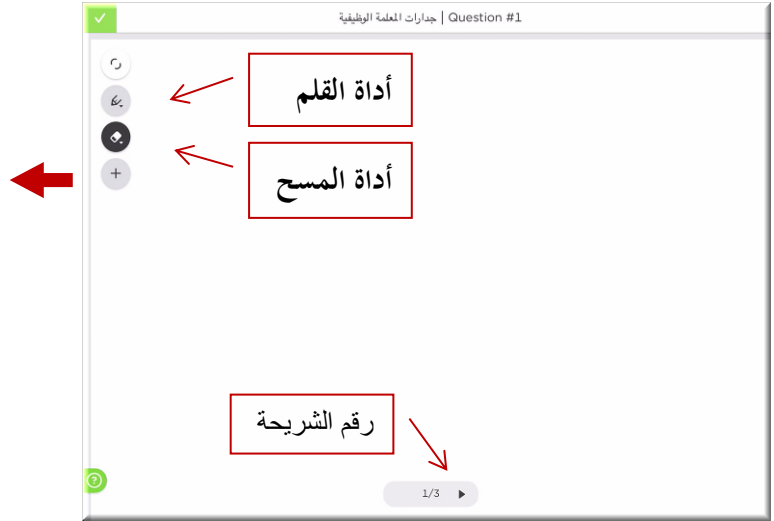 جدارات المعلمة الوظيفية | Question #1
أداة القلم
أداة المسح
رقم الشريحة
1/3